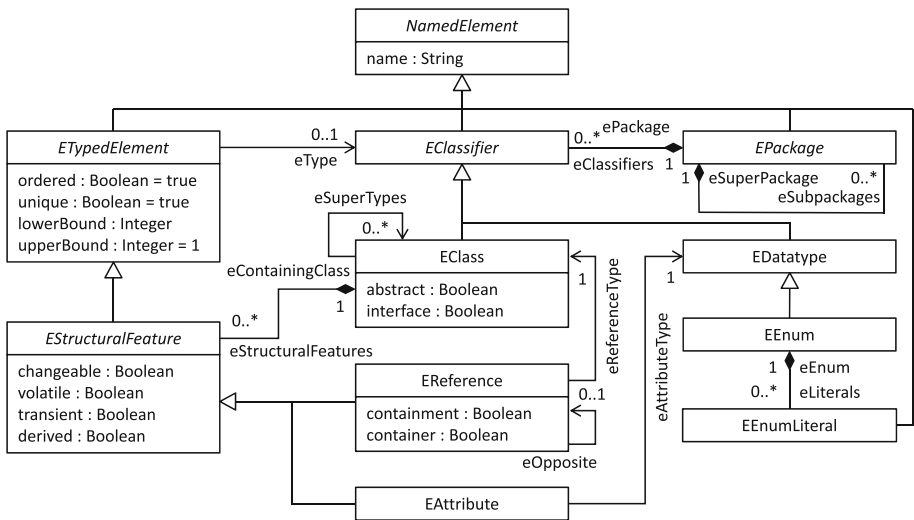 NamedElement
name : String
ETypedElement
ordered : Boolean = true
unique : Boolean = true
lowerBound : Integer
upperBound : Integer = 1
0..1
eType
EClassifier
0..*
ePackage
eClassifiers
1
EPackage
1
eSuperPackage
0..*
eSubpackages
eSuperTypes
0..*
EClass
abstract : Boolean
interface : Boolean
eContainingClass
1
0..*
eStructuralFeatures
1
eReferenceType
EDatatype
1
eAttributeType
EStructuralFeature
changeable : Boolean
volatile : Boolean
transient : Boolean
derived : Boolean
EReference
containment : Boolean
container : Boolean
0..1
eOpposite
EEnum
1
eEnum
0..*
eLiterals
EEnumLiteral
EAttribute